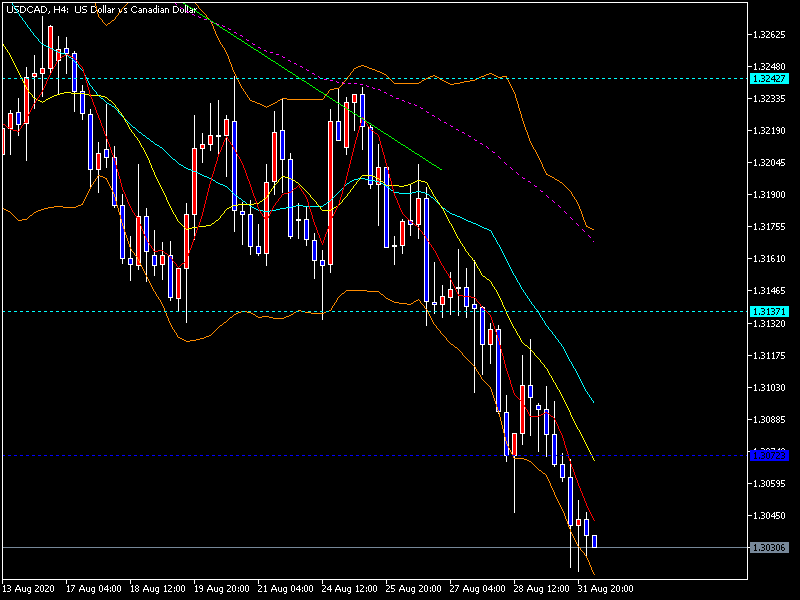 USDCAD, H4: US Dollar vs Canadian Dollar
1.32625
1.32480
1.32427
1.32335
1.32190
1.32045
1.31900
1.31755
1.31610
1.31465
1.31371
1.31320
1.31175
1.31030
1.30885
1.30595
1.30450
1.30306
13 Aug 2020
17 Aug 04:00
18 Aug 12:00
19 Aug 20:00
21 Aug 04:00
24 Aug 12:00
25 Aug 20:00
27 Aug 04:00
28 Aug 12:00
31 Aug 20:00